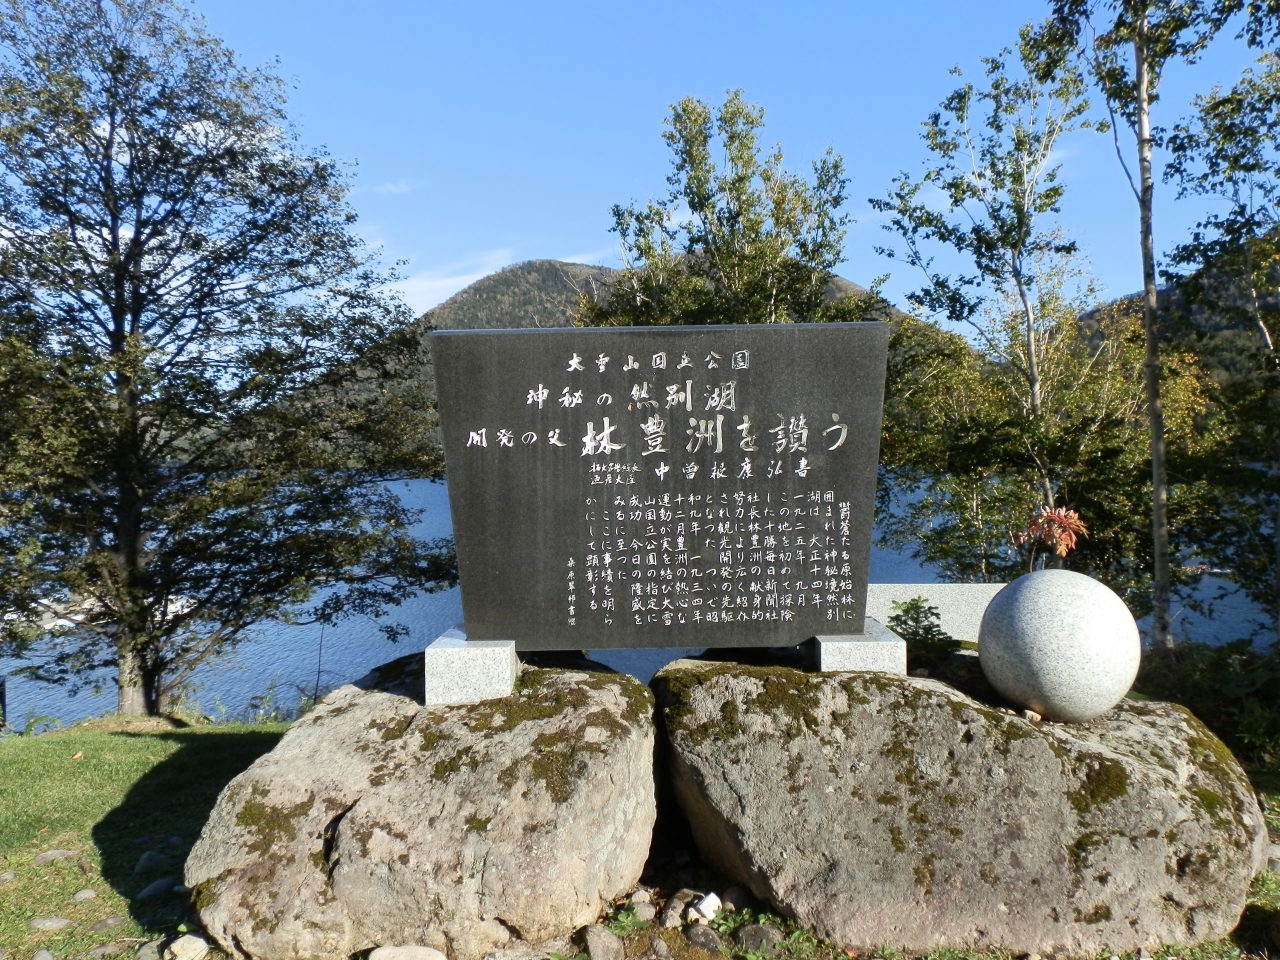 大雪山国立公園
神秘の然別湖
開発の父 林豊洲を讃う
中曽根康弘書
鬱蒼たる原始林に
囲まれた神秘境然別
湖は大正十四年
一九二五年九月
この地を初めて探険
した十勝毎日新聞社
社長林豊洲の献身的
努力により広く紹介
され観光開発の先駆
となったついで昭
和九年一九三四年
十二月豊洲の熱心な
運動が実を結び大雪
山国立公園の指定に
成功今日の隆盛を
みるに至った
ここに事績を明ら
かにして顕彰する